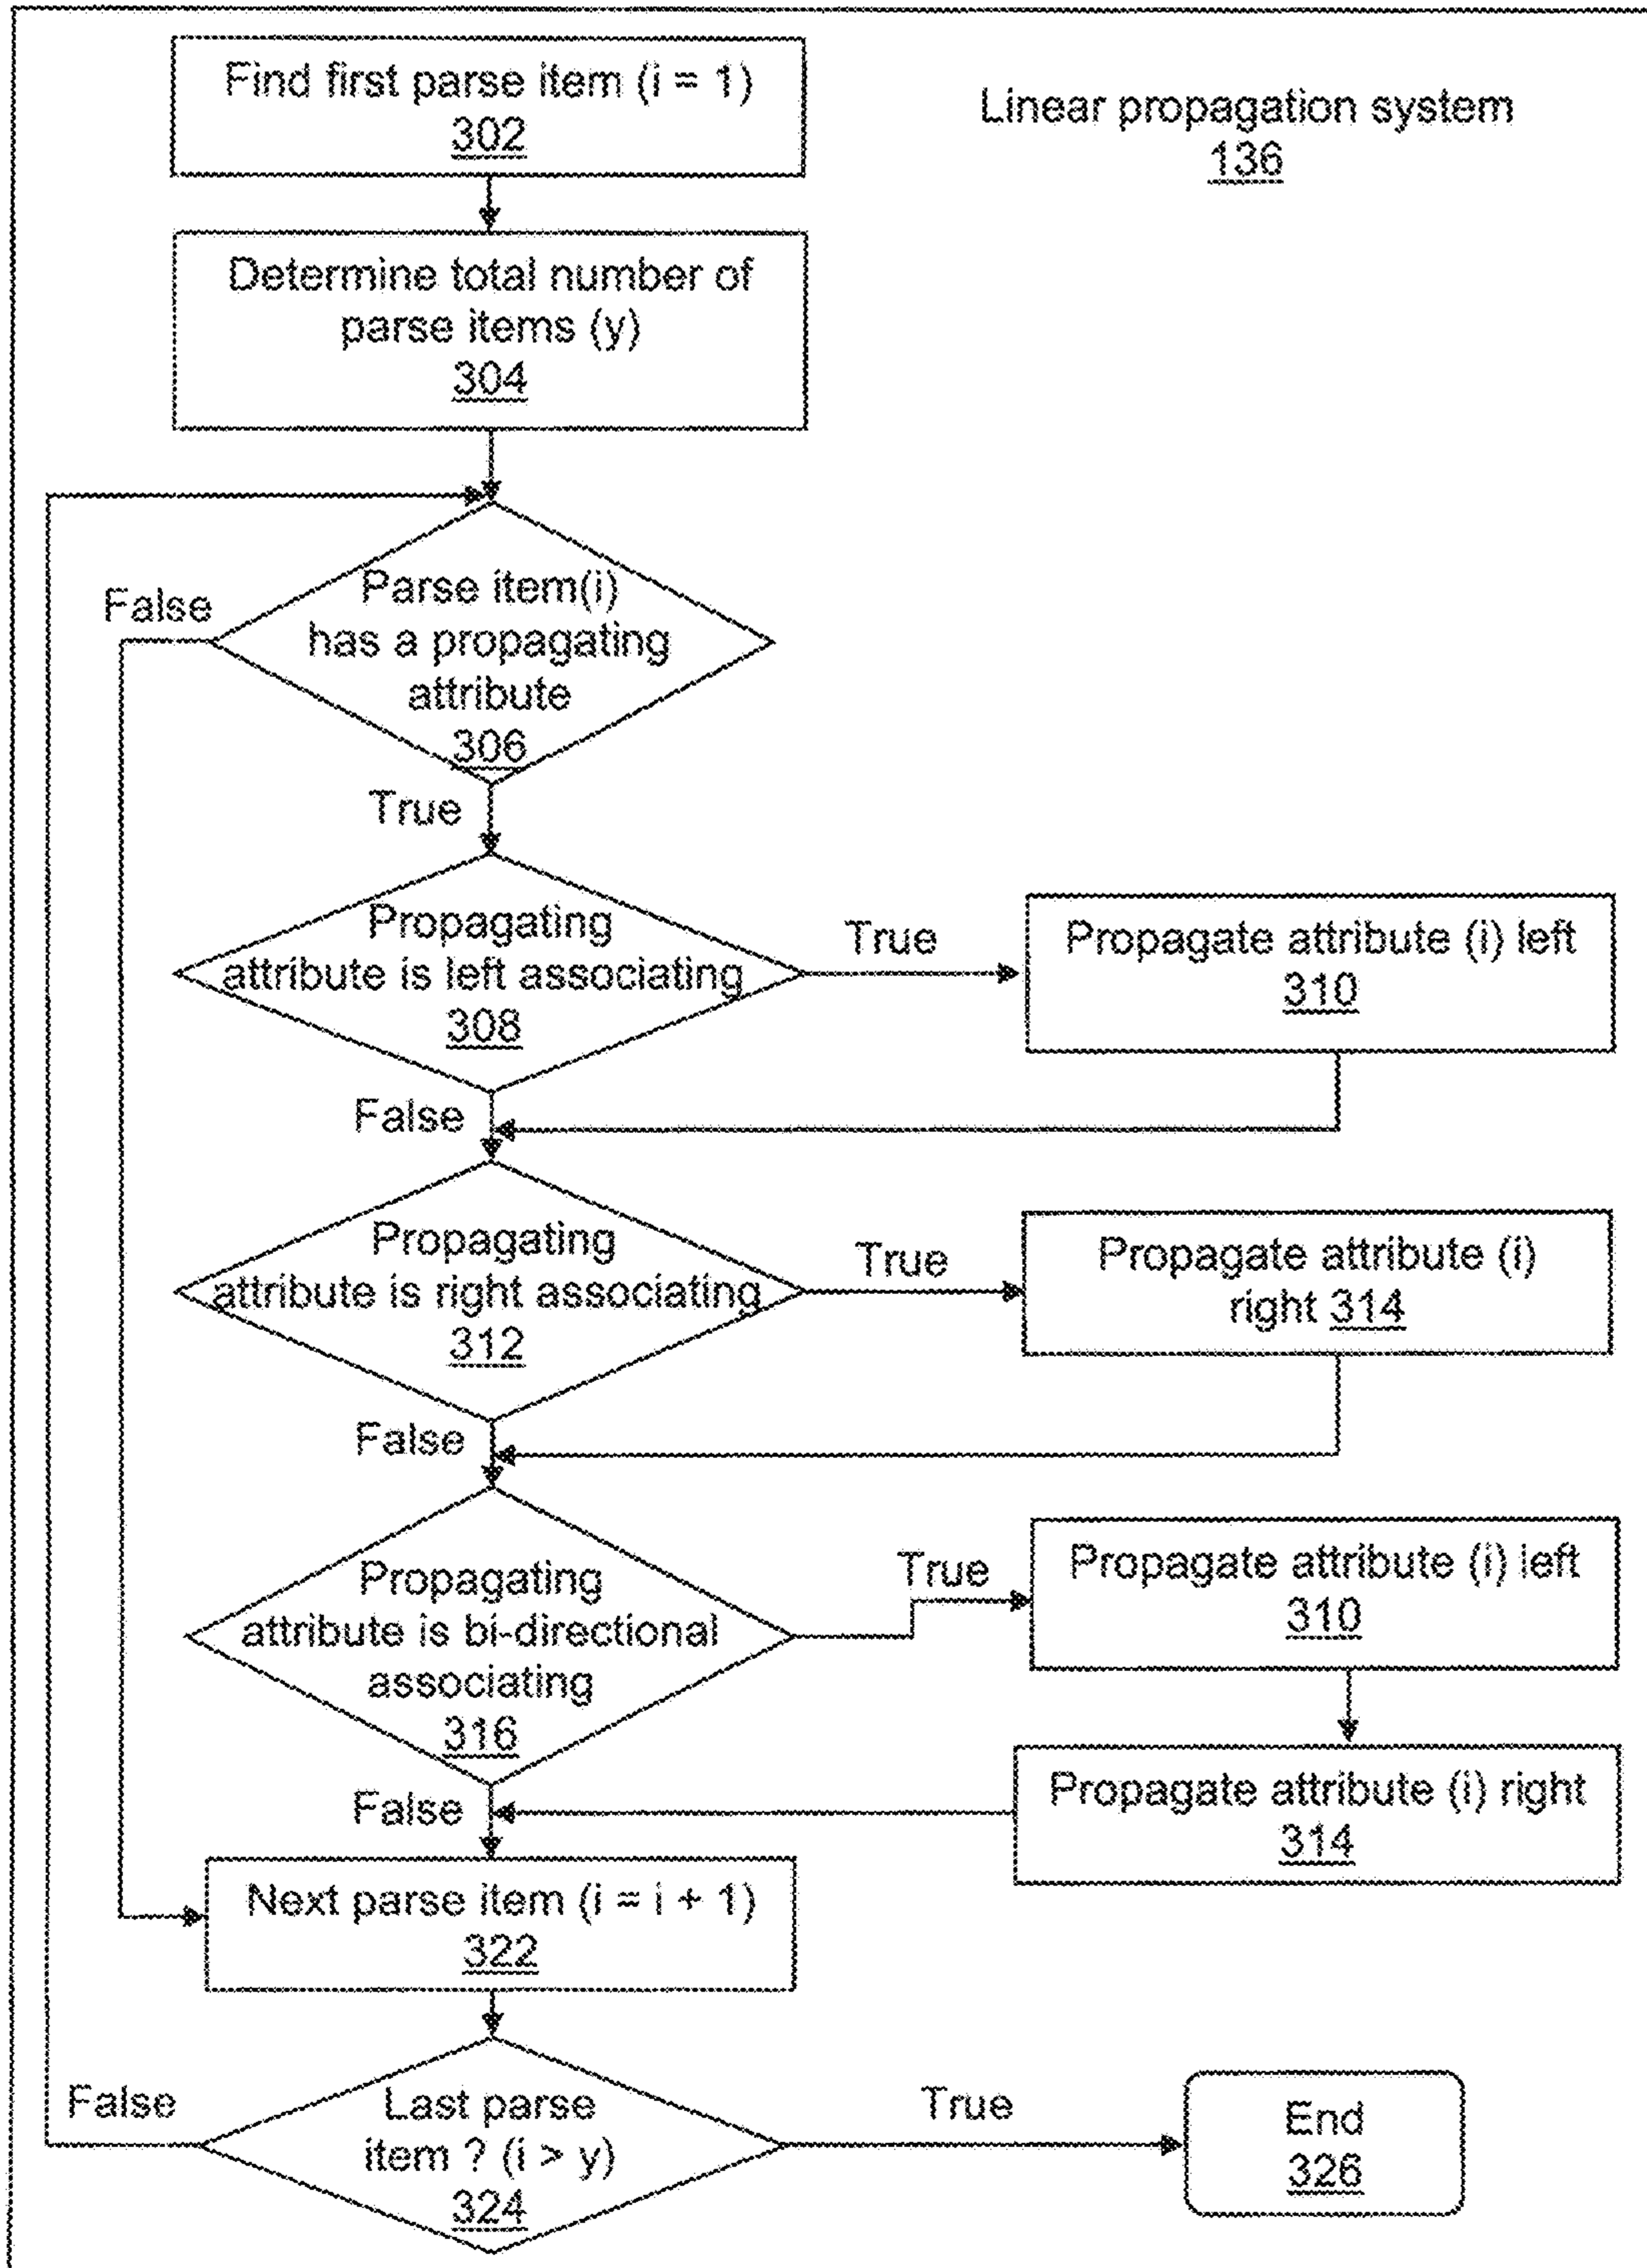 Find first parse item (i = 1)
302
Linear propagation system
136
Determine total number of
parse items (y)
304
False
Parse item(i)
has a propagating
attribute
306
True
Propagating
attribute is left associating
308
True
Propagate attribute (i) left
310
False
Propagating
attribute is right associating
312
True
Propagate attribute (i)
right 314
False
Propagating
attribute is bi-directional
associating
316
True
Propagate attribute (i) left
310
Propagate attribute (i) right
314
False
Next parse item (i = i + 1)
322
False
Last parse
item ? (i > y)
324
True
End
326